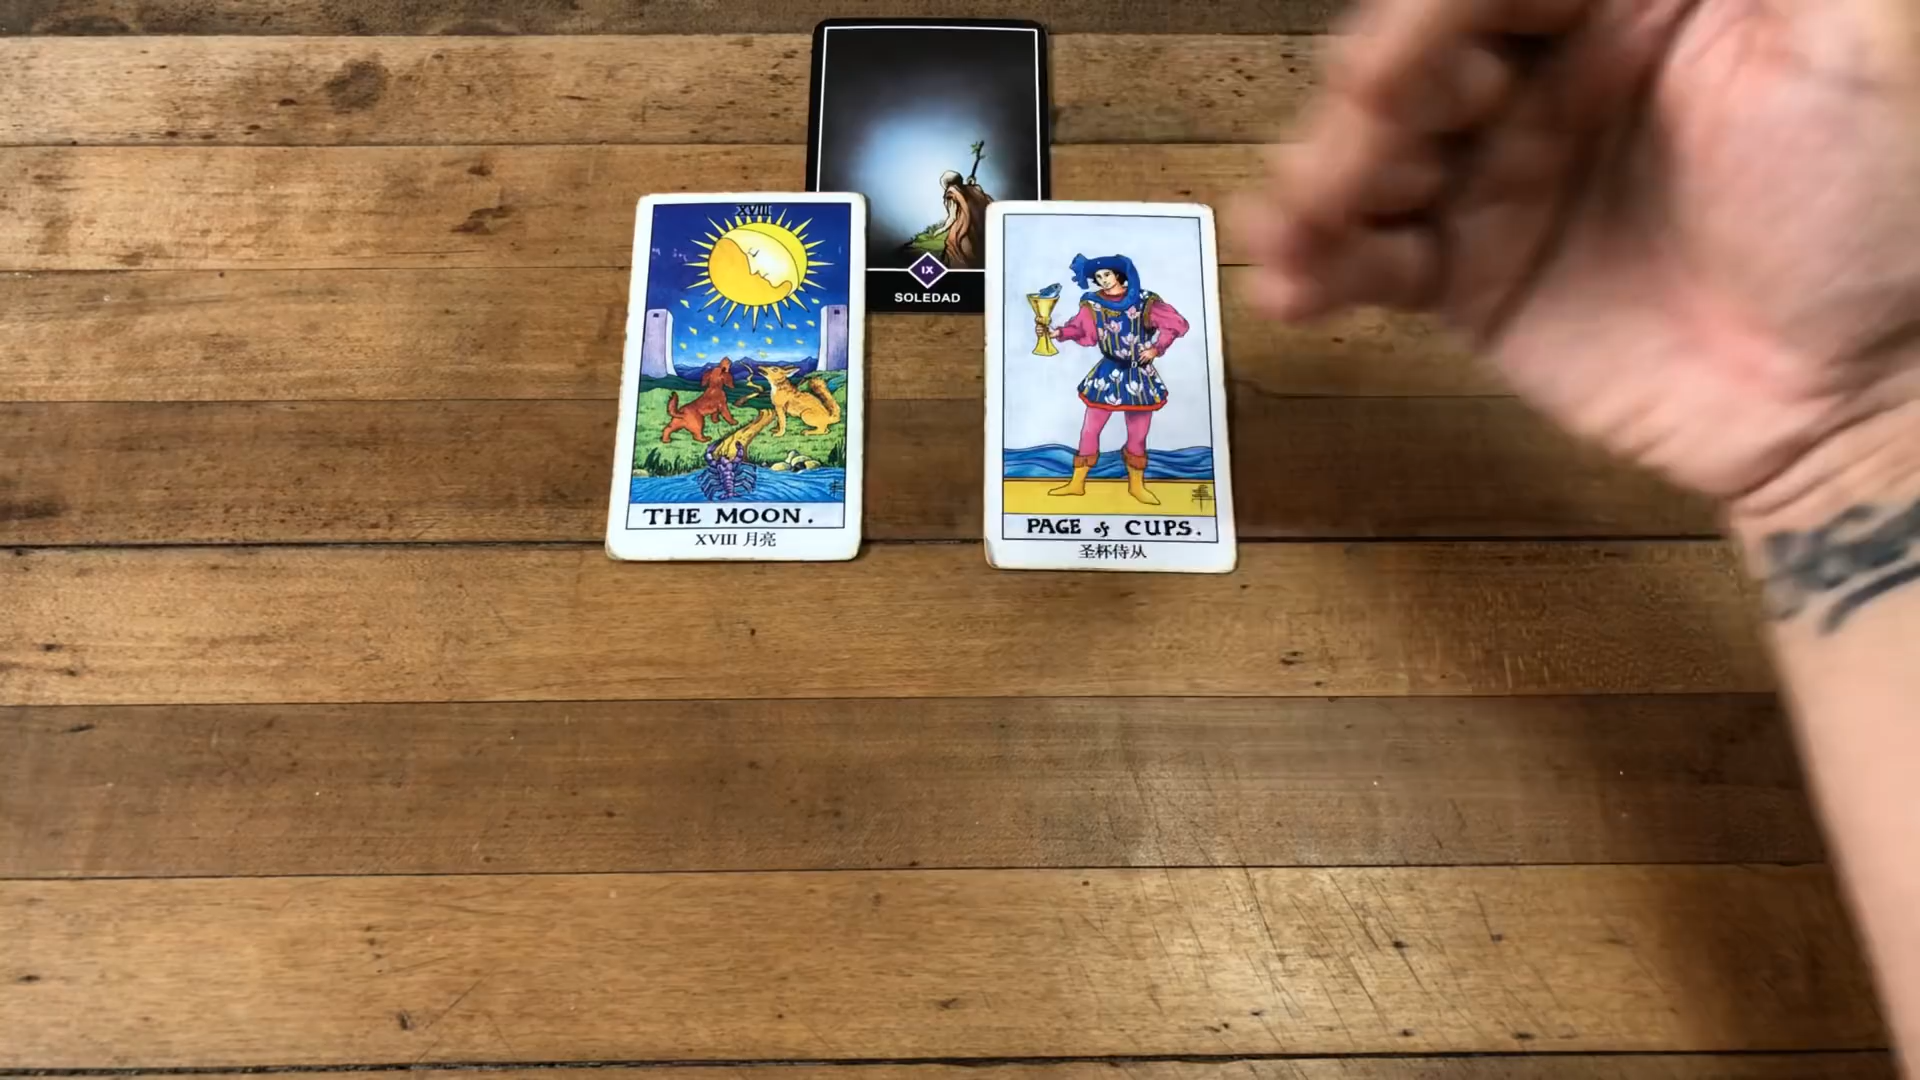 IX
SOLEDAD
XVIII
THE MOON.
XVIII 月亮
PAGE of CUPS.
圣杯侍从